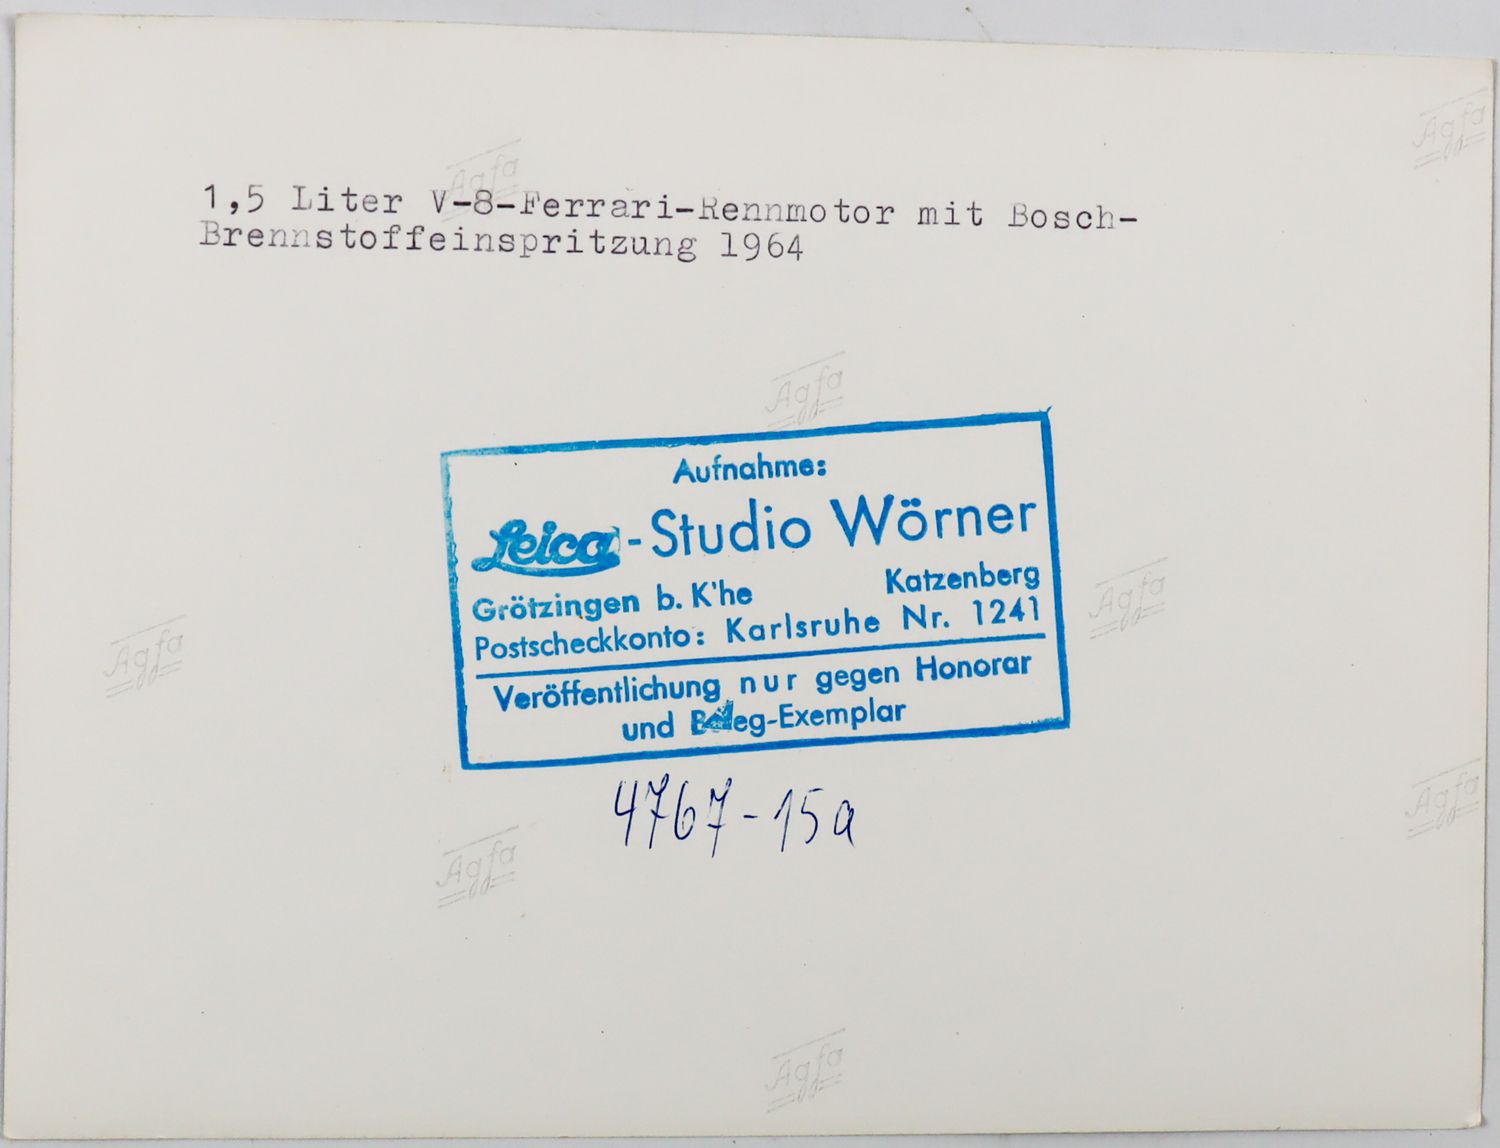 Agfa
Agfa
1,5 Liter V-8-Ferrari-Rennmotor mit Bosch-
Brennstoffeinspritzung 1964
Agfa
Aufnahme:
Leica-Studio Wörner
Grötzingen b. K'he Katzenberg
Postscheckkonto: Karlsruhe Nr. 1241
Veröffentlichung nur gegen Honorar
und Beleg-Exemplar
Agfa
Agfa
4767-15a
Agfa
Agfa
Agfa